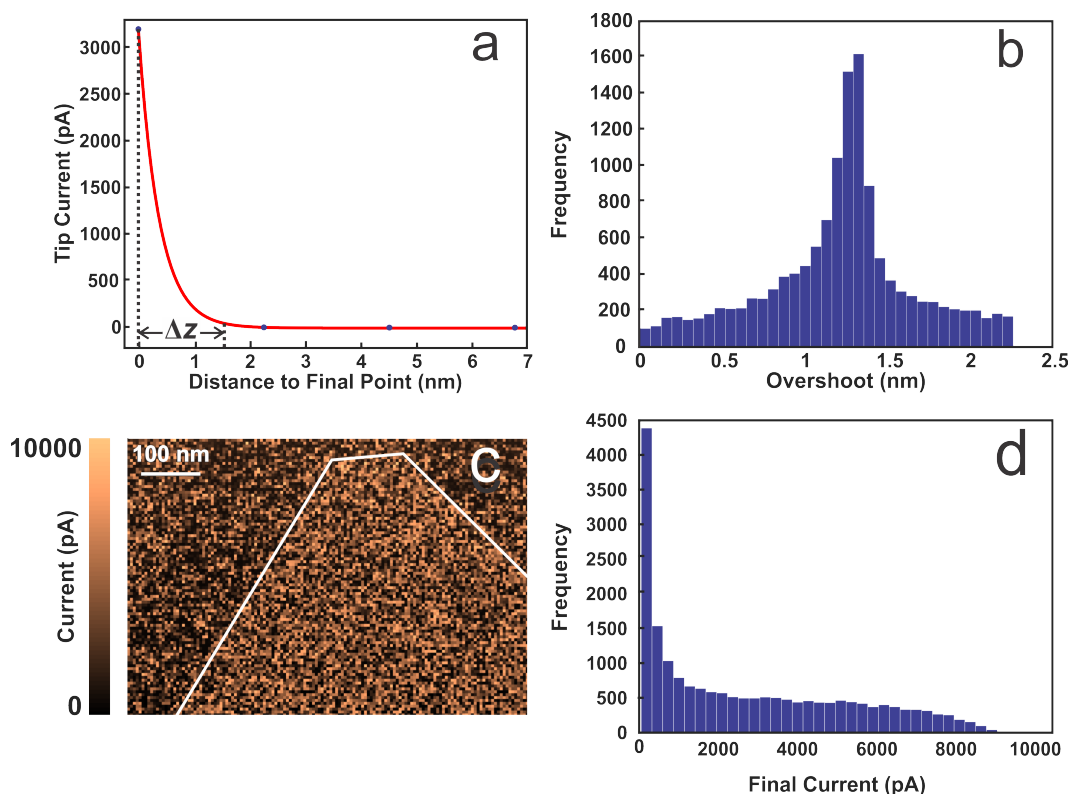 a
3000
2500
2000
1500
1000
500
0
Tip Current (pA)
Δz
0 1 2 3 4 5 6 7
Distance to Final Point (nm)
b
1800
1600
1400
1200
1000
800
600
400
200
0
Frequency
0 0.5 1 1.5 2 2.5
Overshoot (nm)
10000
0
Current (pA)
100 nm
c
d
4500
4000
3500
3000
2500
2000
1500
1000
500
0
Frequency
0 2000 4000 6000 8000 10000
Final Current (pA)